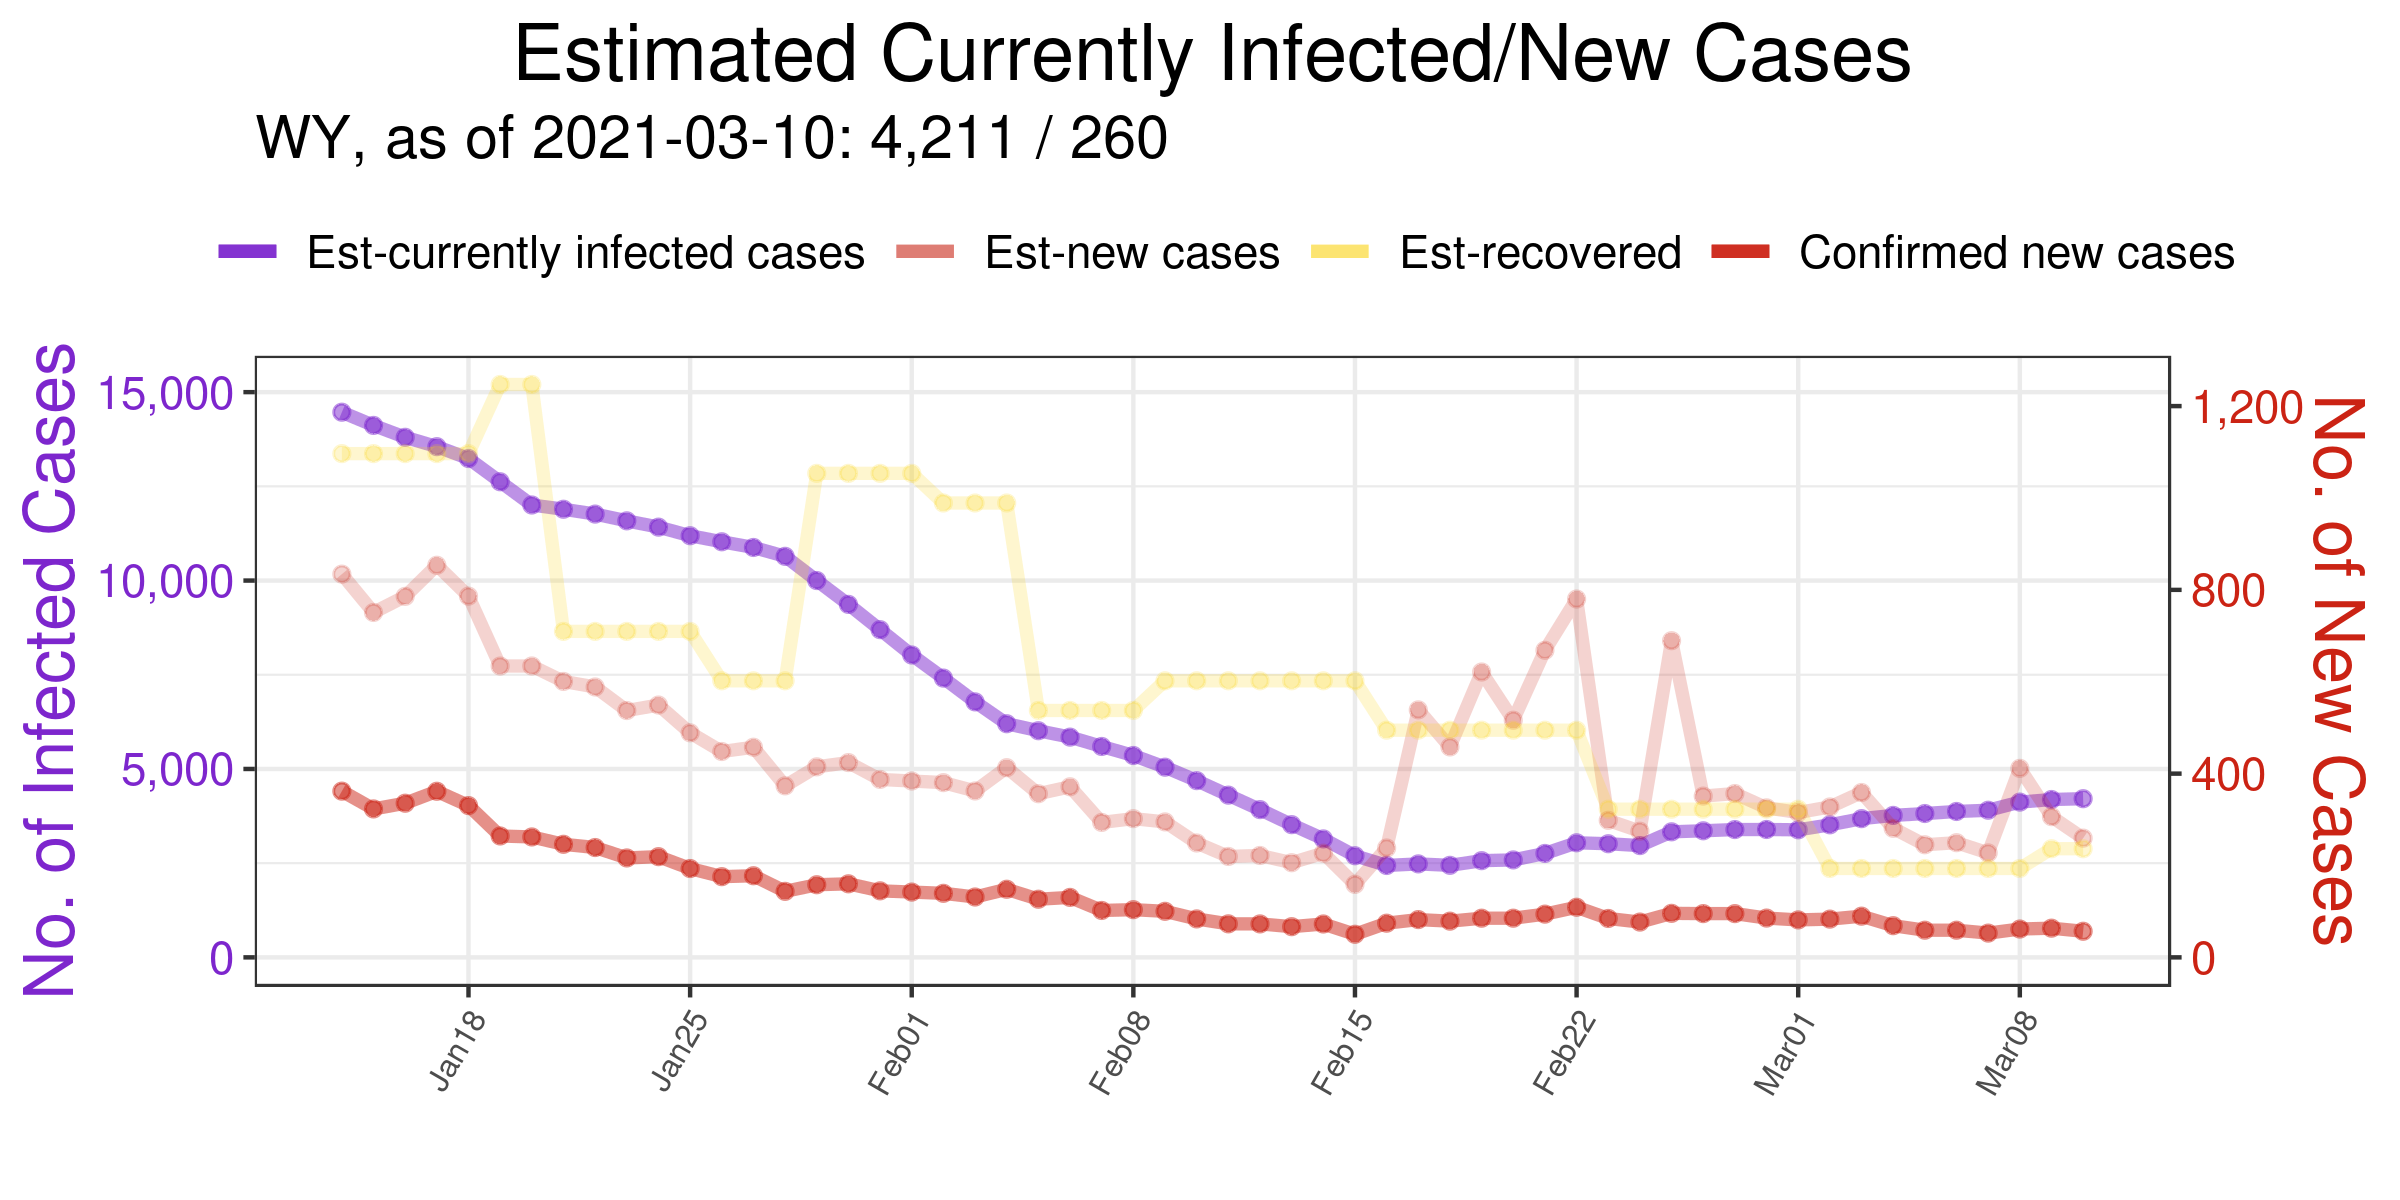 Estimated Currently Infected/New Cases
WY, as of 2021-03-10: 4,211 / 260
Est-currently infected cases Est-new cases Est-recovered Confirmed new cases
No. of Infected Cases
15,000
10,000
5,000
0
1,200
800
400
0
No. of New Cases
Jan18 Jan25 Feb01 Feb08 Feb15 Feb22 Mar01 Mar08